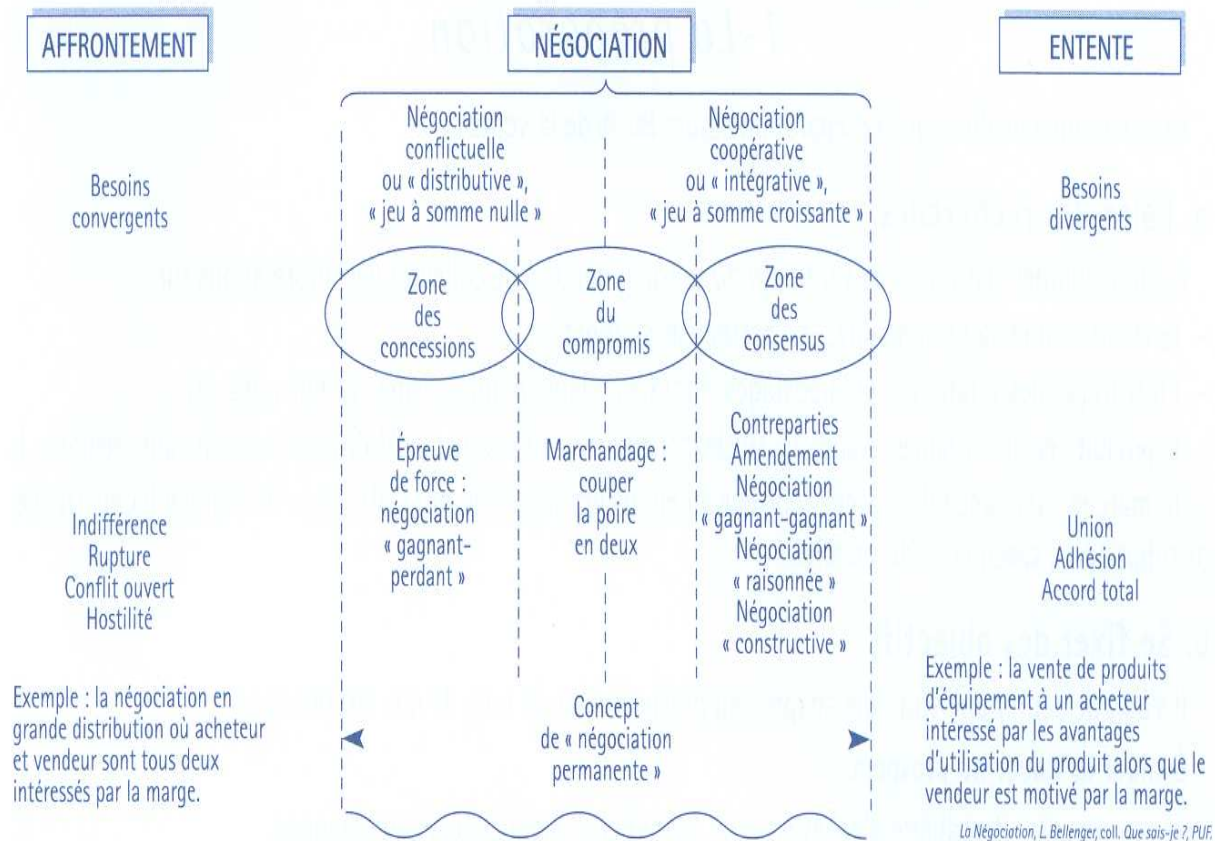 AFFRONTEMENT
NÉGOCIATION
ENTENTE
Besoins
convergents
Négociation
conflictuelle
ou « distributive »,
« jeu à somme nulle »
Négociation
coopérative
ou « intégrative »,
« jeu à somme croissante »
Besoins
divergents
Zone
des
concessions
Zone
du
compromis
Zone
des
consensus
Indifférence
Rupture
Conflit ouvert
Hostilité
Épreuve
de force :
négociation
« gagnant-
perdant »
Marchandage :
couper
la poire
en deux
Contreparties
Amendement
Négociation
« gagnant-gagnant »
Négociation
« raisonnée »
Négociation
« constructive »
Union
Adhésion
Accord total
Exemple : la négociation en
grande distribution où acheteur
et vendeur sont tous deux
intéressés par la marge.
Concept
de « négociation
permanente »
Exemple : la vente de produits
d'équipement à un acheteur
intéressé par les avantages
d'utilisation du produit alors que le
vendeur est motivé par la marge.
La Négociation, L. Bellenger, coll. Que sais-je ?, PUF.